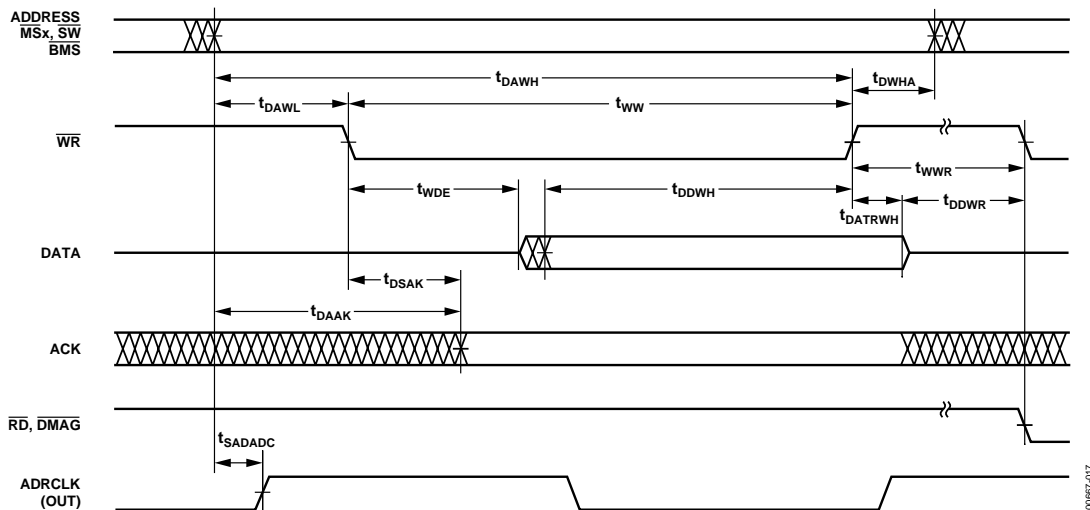 ADDRESS
MSx, SW
BMS
tDAWH
tDWHA
tDAWL
tWW
WR
tWWR
tWDE
tDDWH
tDDWR
tDATRWH
DATA
tDSAK
tDAAK
ACK
RD, DMAG
tSADADC
ADRCLK
(OUT)
00667-017